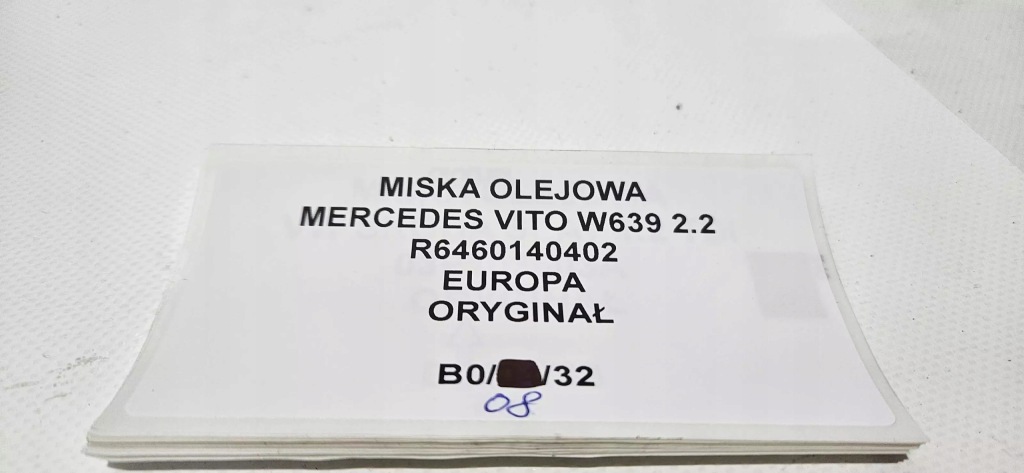 MISKA OLEJOWA
MERCEDES VITO W639 2.2
R6460140402
EUROPA
ORYGINAŁ
B0/ /32
08